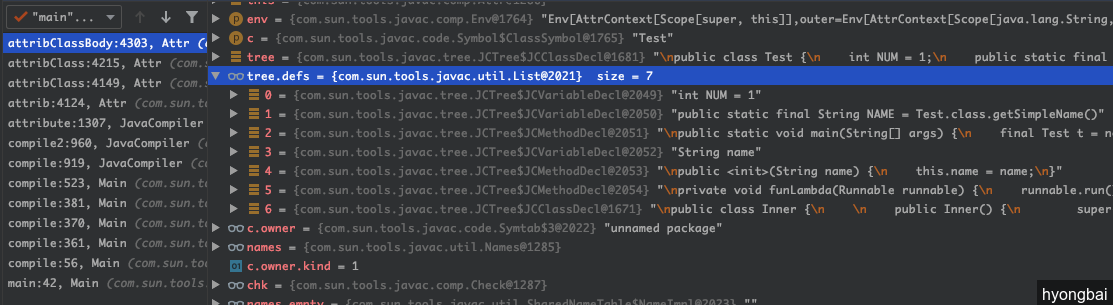 "main"...
attribClassBody:4303, Attr (c
attribClass:4215, Attr (com.su
attribClass:4149, Attr (com.su
attrib:4124, Attr (com.sun.too
attribute:1307, JavaCompiler
compile2:960, JavaCompiler (
compile:919, JavaCompiler (co
compile:523, Main (com.sun.to
compile:381, Main (com.sun.to
compile:370, Main (com.sun.to
compile:361, Main (com.sun.to
compile:56, Main (com.sun.too
main:42, Main (com.sun.tools.
env = {com.sun.tools.javac.comp.Env@1764} "Env[AttrContext[Scope[super, this]],outer=Env[AttrContext[Scope[java.lang.String,
c = {com.sun.tools.javac.code.Symbol$ClassSymbol@1765} "Test"
tree = {com.sun.tools.javac.tree.JCTree$JCClassDecl@1681} "\npublic class Test {\n    int NUM = 1;\n    public static final
tree.defs = {com.sun.tools.javac.util.List@2021}  size = 7
0 = {com.sun.tools.javac.tree.JCTree$JCVariableDecl@2049} "int NUM = 1"
1 = {com.sun.tools.javac.tree.JCTree$JCVariableDecl@2050} "public static final String NAME = Test.class.getSimpleName()"
2 = {com.sun.tools.javac.tree.JCTree$JCMethodDecl@2051} "\npublic static void main(String[] args) {\n    final Test t = n
3 = {com.sun.tools.javac.tree.JCTree$JCVariableDecl@2052} "String name"
4 = {com.sun.tools.javac.tree.JCTree$JCMethodDecl@2053} "\npublic <init>(String name) {\n    this.name = name;\n}"
5 = {com.sun.tools.javac.tree.JCTree$JCMethodDecl@2054} "\nprivate void funLambda(Runnable runnable) {\n    runnable.run()
6 = {com.sun.tools.javac.tree.JCTree$JCClassDecl@1671} "\npublic class Inner {\n    \n    public Inner() {\n        super
c.owner = {com.sun.tools.javac.code.Symtab$3@2022} "unnamed package"
names = {com.sun.tools.javac.util.Names@1285}
c.owner.kind = 1
chk = {com.sun.tools.javac.comp.Check@1287}
names.empty = {com.sun.tools.javac.util.SharedNameTable$NameImpl@2023} ""
hyongbai